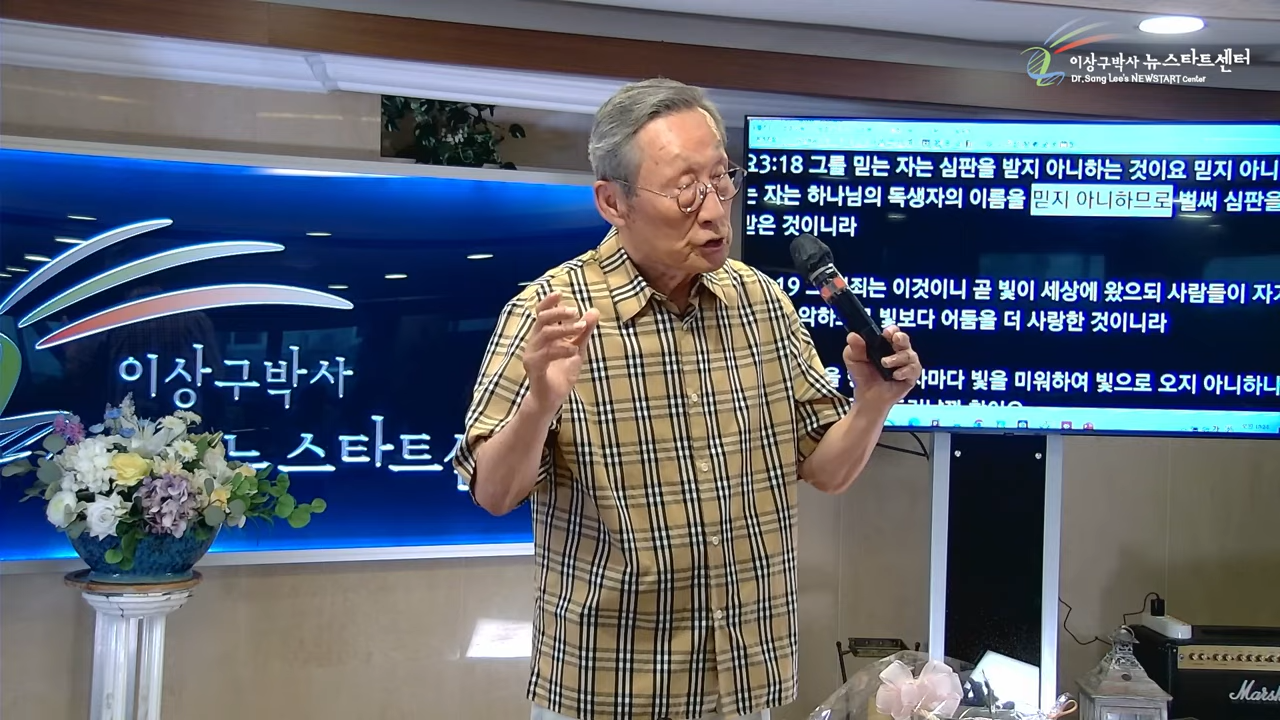 이상구박사 뉴스타트센터
Dr. Sang Lee's NEWSTART Center
3:18 그를 믿는 자는 심판을 받지 아니하는 것이요 믿지 아니
는 자는 하나님의 독생자의 이름을 믿지 아니하므로 벌써 심판을
받은 것이니라
19 죄는 이것이니 곧 빛이 세상에 왔으되 사람들이 자기
빛보다 어둠을 더 사랑한 것이니라
자마다 빛을 미워하여 빛으로 오지 아니하나
이상구박사
뉴스타트센
Marsh